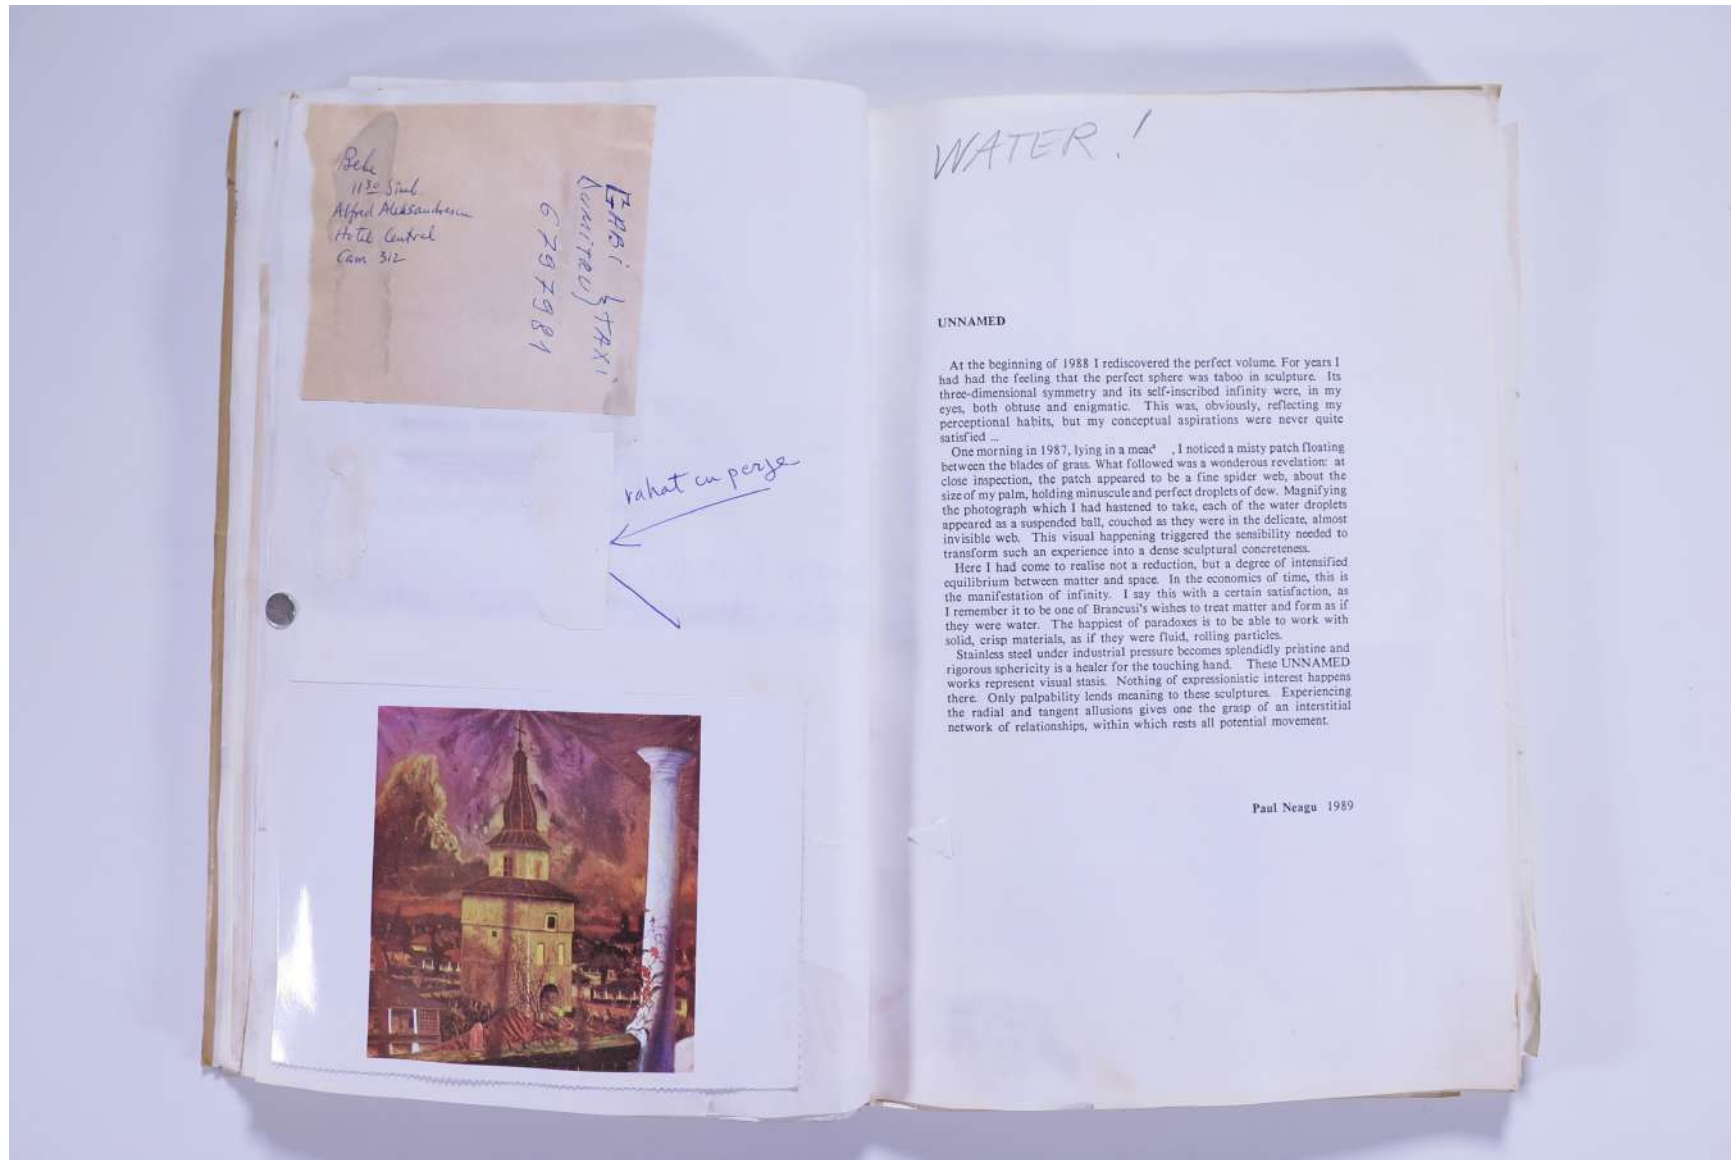 Bebe
11³⁰ Simb
Alfred Aleksandrescu
Hotel Central
Cam 312
GABi } TAXi
DUMiTRU }
6797981
rahat cu perje
WATER!
UNNAMED
At the beginning of 1988 I rediscovered the perfect volume. For years I
had had the feeling that the perfect sphere was taboo in sculpture. Its
three-dimensional symmetry and its self-inscribed infinity were, in my
eyes, both obtuse and enigmatic. This was, obviously, reflecting my
perceptional habits, but my conceptual aspirations were never quite
satisfied ...
One morning in 1987, lying in a mead , I noticed a misty patch floating
between the blades of grass. What followed was a wonderous revelation: at
close inspection, the patch appeared to be a fine spider web, about the
size of my palm, holding minuscule and perfect droplets of dew. Magnifying
the photograph which I had hastened to take, each of the water droplets
appeared as a suspended ball, couched as they were in the delicate, almost
invisible web. This visual happening triggered the sensibility needed to
transform such an experience into a dense sculptural concreteness.
Here I had come to realise not a reduction, but a degree of intensified
equilibrium between matter and space. In the economics of time, this is
the manifestation of infinity. I say this with a certain satisfaction, as
I remember it to be one of Brancusi's wishes to treat matter and form as if
they were water. The happiest of paradoxes is to be able to work with
solid, crisp materials, as if they were fluid, rolling particles.
Stainless steel under industrial pressure becomes splendidly pristine and
rigorous sphericity is a healer for the touching hand. These UNNAMED
works represent visual stasis. Nothing of expressionistic interest happens
there. Only palpability lends meaning to these sculptures. Experiencing
the radial and tangent allusions gives one the grasp of an interstitial
network of relationships, within which rests all potential movement.
Paul Neagu 1989